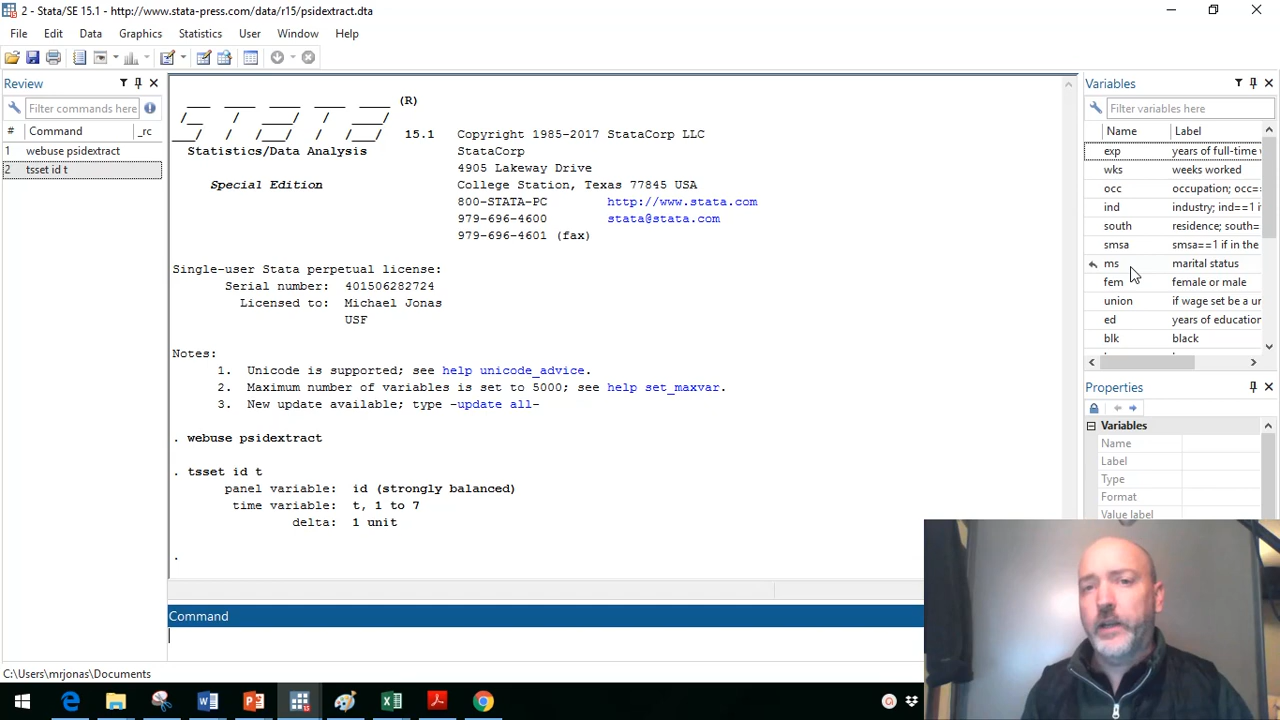 2 - Stata/SE 15.1 - http://www.stata-press.com/data/r15/psidextract.dta
File Edit Data Graphics Statistics User Window Help
Review
Filter commands here
# Command _rc
1 webuse psidextract
2 tsset id t
(R)
15.1 Copyright 1985-2017 StataCorp LLC
Statistics/Data Analysis StataCorp
4905 Lakeway Drive
Special Edition College Station, Texas 77845 USA
800-STATA-PC http://www.stata.com
979-696-4600 stata@stata.com
979-696-4601 (fax)
Single-user Stata perpetual license:
Serial number: 401506282724
Licensed to: Michael Jonas
USF
Notes:
1. Unicode is supported; see help unicode_advice.
2. Maximum number of variables is set to 5000; see help set_maxvar.
3. New update available; type -update all-
. webuse psidextract
. tsset id t
panel variable: id (strongly balanced)
time variable: t, 1 to 7
delta: 1 unit
.
Command
C:\Users\mrjonas\Documents
Variables
Filter variables here
Name Label
exp years of full-time
wks weeks worked
occ occupation; occ=
ind industry; ind==1 i
south residence; south=
smsa smsa==1 if in the
ms marital status
fem female or male
union if wage set be a
ed years of education
blk black
Properties
Variables
Name
Label
Type
Format
Value label